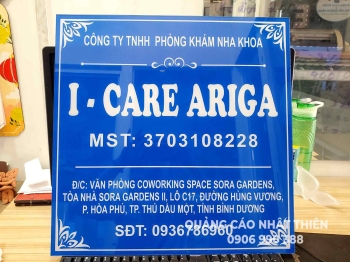 CÔNG TY TNHH PHÒNG KHÁM NHA KHOA
I - CARE ARIGA
MST: 3703108228
Đ/C: VĂN PHÒNG COWORKING SPACE SORA GARDENS,
TÒA NHÀ SORA GARDENS II, LÔ C17, ĐƯỜNG HÙNG VƯƠNG,
P. HÒA PHÚ, TP. THỦ DẦU MỘT, TỈNH BÌNH DƯƠNG
SĐT: 0936786960
QUẢNG CÁO NHẬT THIÊN